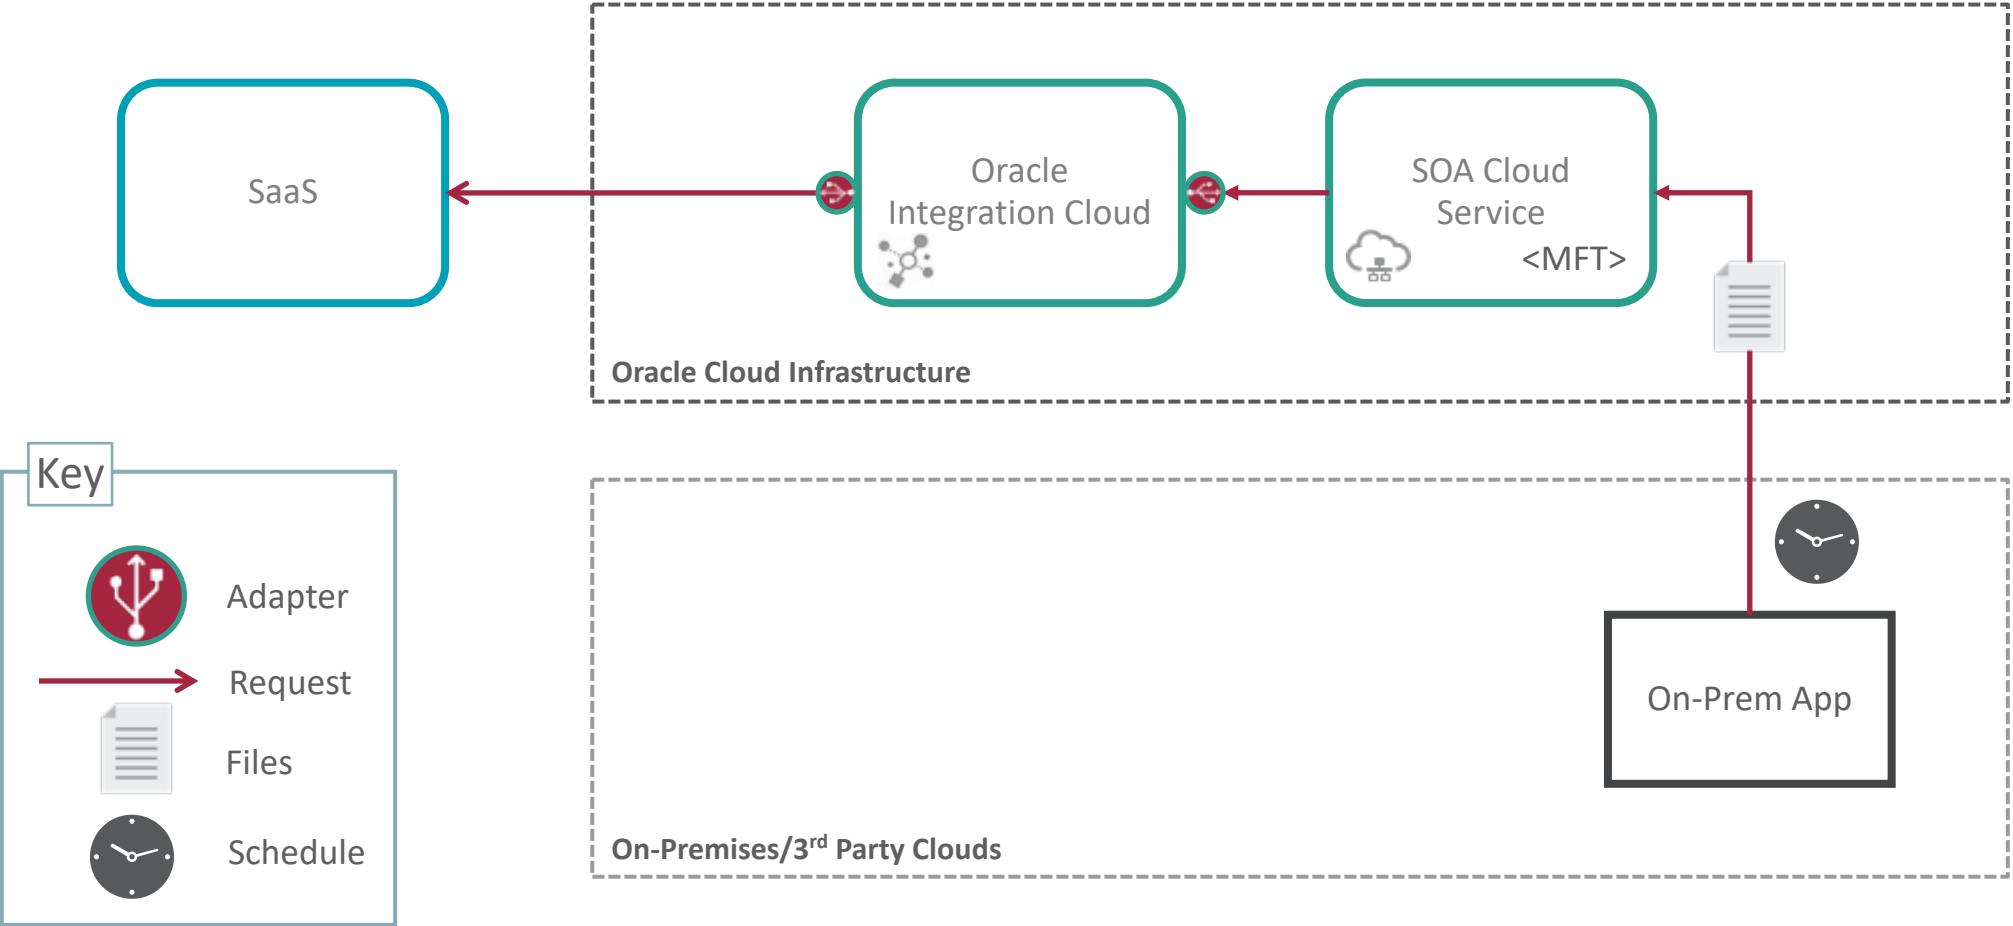 SaaS
Oracle
Integration Cloud
SOA Cloud
Service
<MFT>
Oracle Cloud Infrastructure
Key
Adapter
Request
Files
Schedule
On-Prem App
On-Premises/3rd Party Clouds